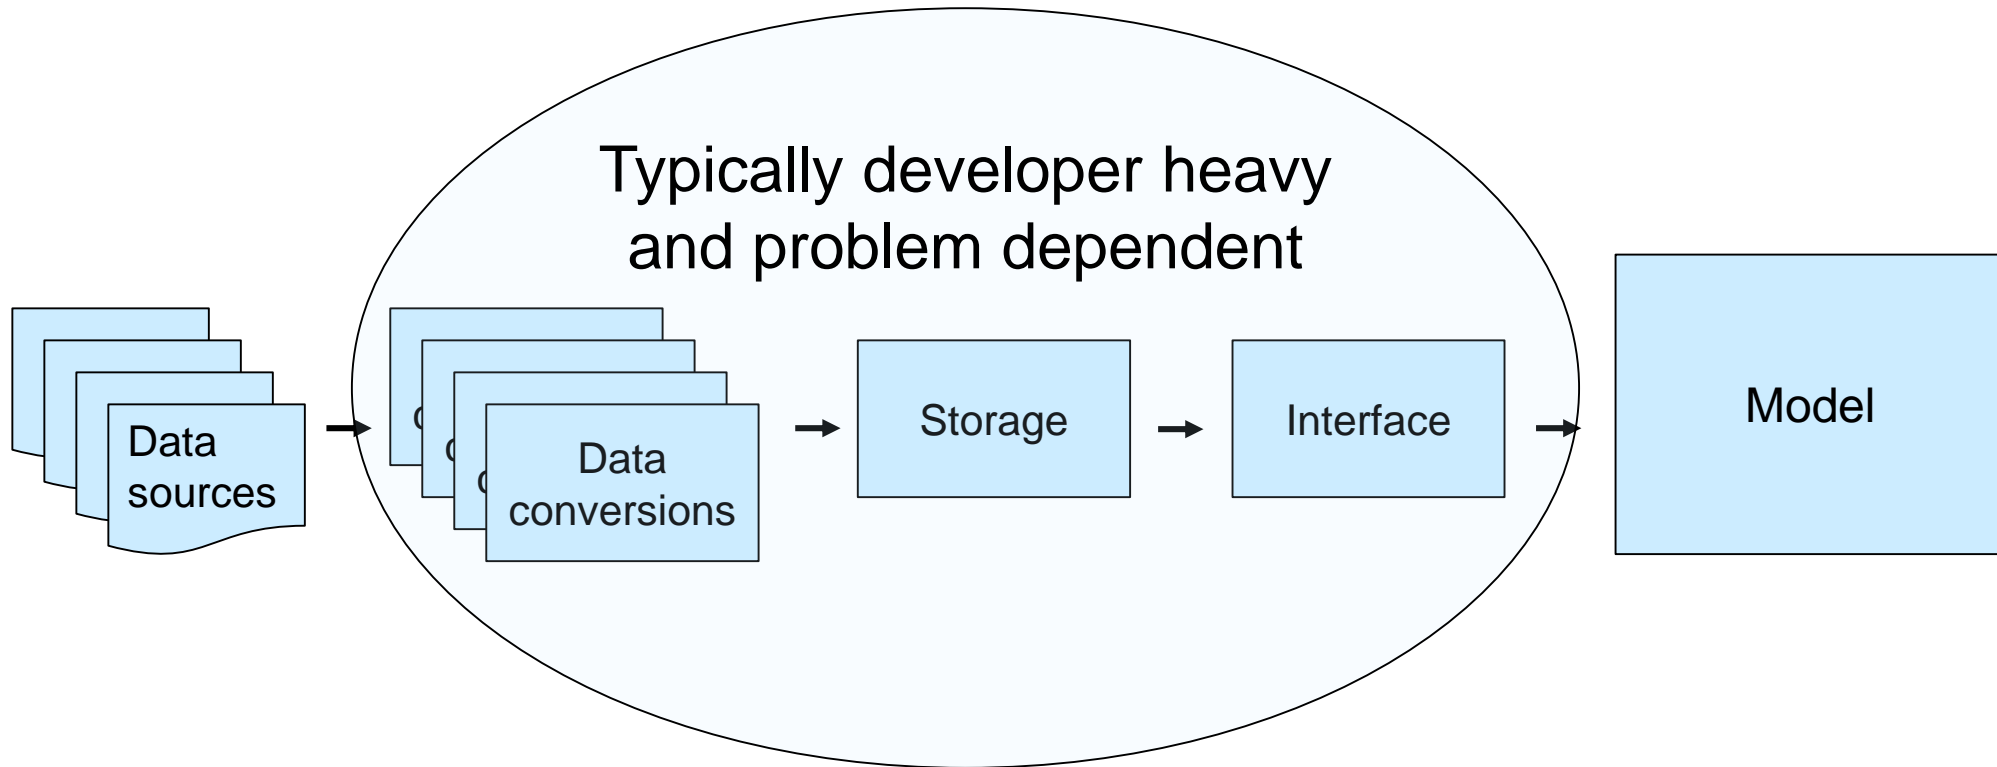 Typically developer heavy
and problem dependent
Data
sources
Data
conversions
Storage
Interface
Model